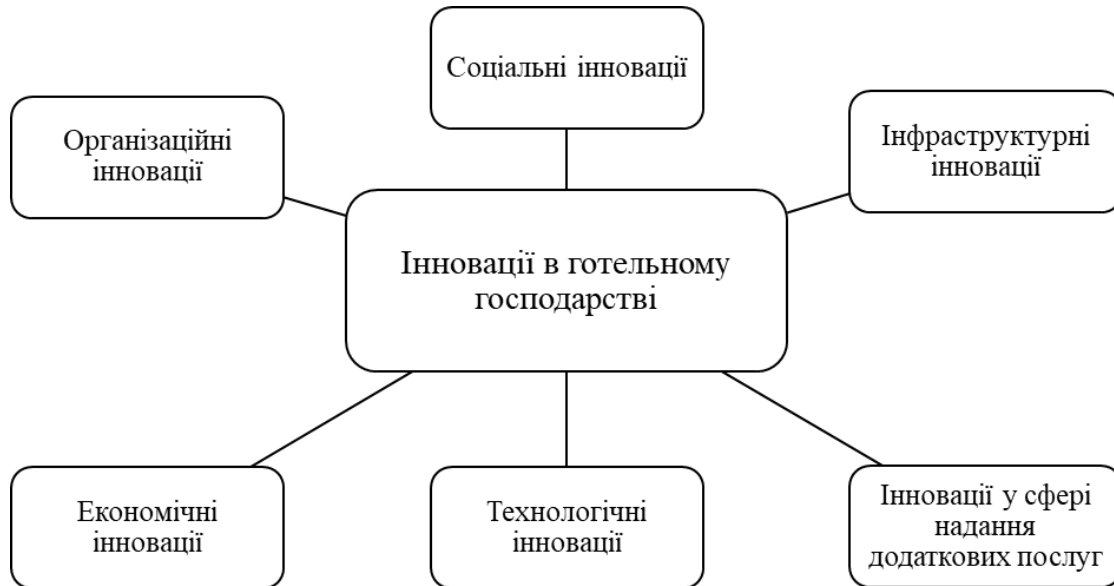 Соціальні інновації
Організаційні
інновації
Інфраструктурні
інновації
Інновації в готельному
господарстві
Економічні
інновації
Технологічні
інновації
Інновації у сфері
надання
додаткових послуг